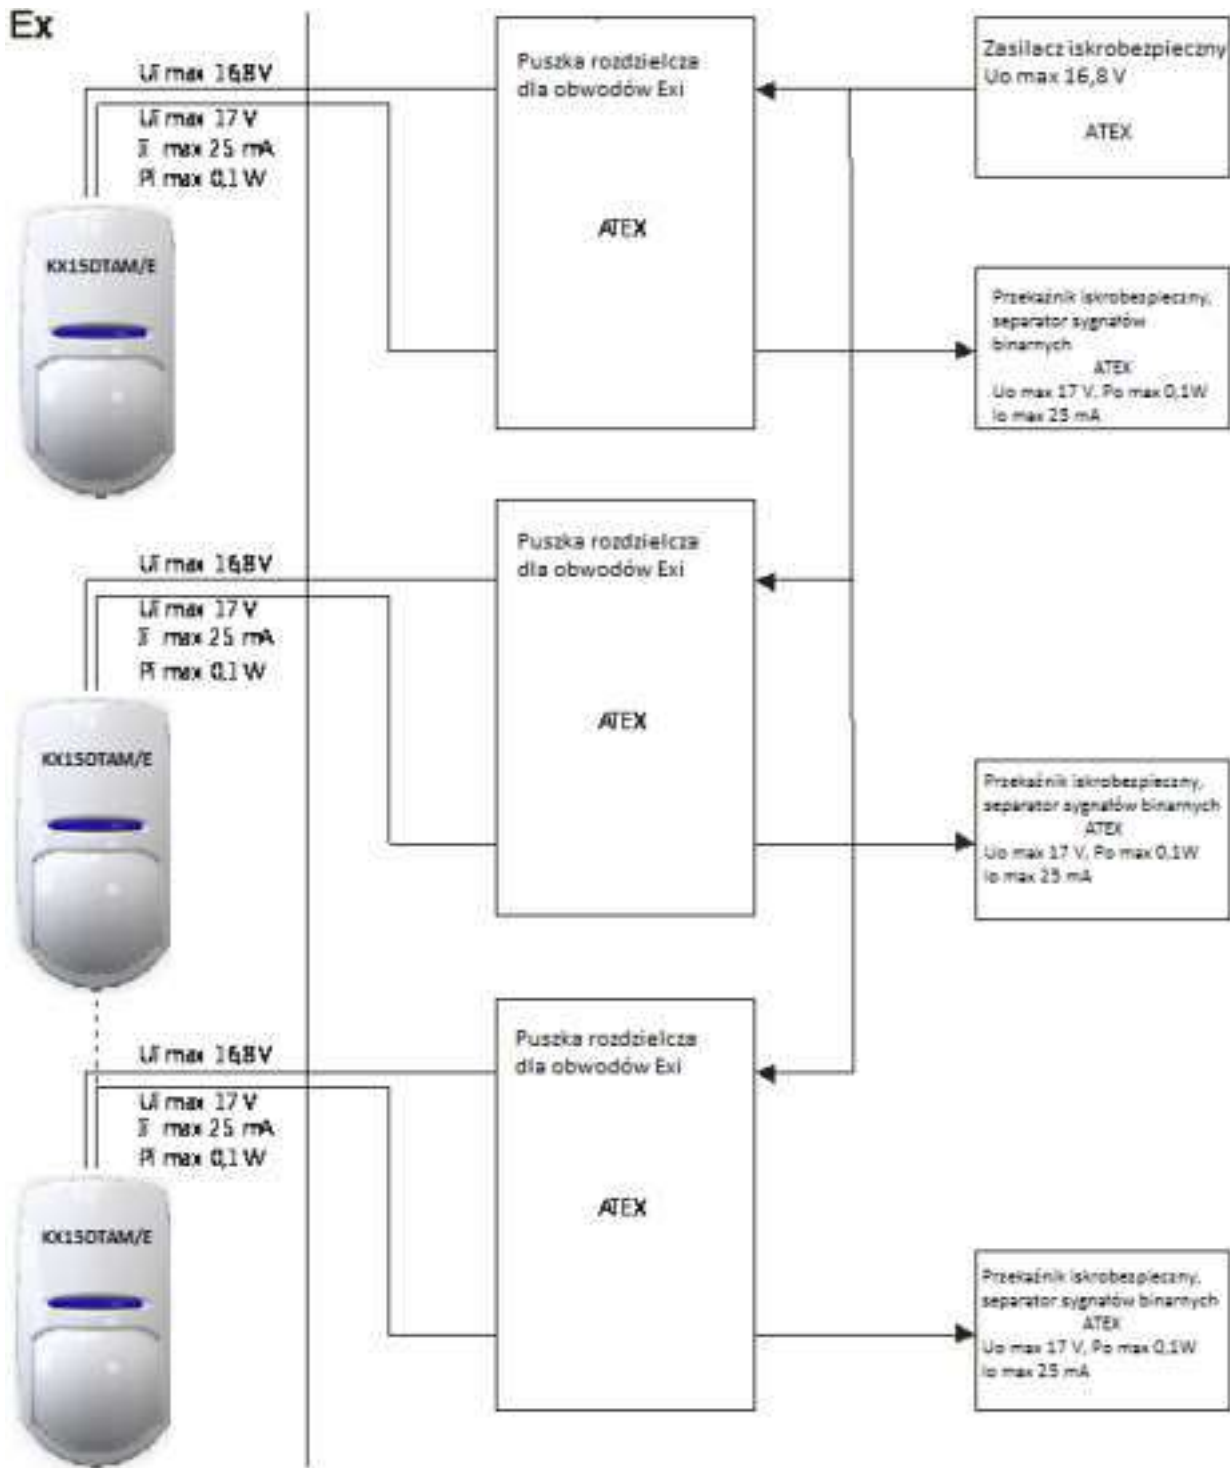 Ex
Ui max 16,8 V
Ui max 17 V
Ii max 25 mA
Pi max 0,1 W
KX15DTAM/E
Puszka rozdzielcza
dla obwodów Exi
ATEX
Zasilacz iskrobezpieczny
Uo max 16,8 V
ATEX
Przekaźnik iskrobezpieczny,
separator sygnałów
binarnych
ATEX
Uo max 17 V, Po max 0,1W
Io max 25 mA
Ui max 16,8 V
Ui max 17 V
Ii max 25 mA
Pi max 0,1 W
KX15DTAM/E
Puszka rozdzielcza
dla obwodów Exi
ATEX
Przekaźnik iskrobezpieczny,
separator sygnałów binarnych
ATEX
Uo max 17 V, Po max 0,1W
Io max 25 mA
Ui max 16,8 V
Ui max 17 V
Ii max 25 mA
Pi max 0,1 W
KX15DTAM/E
Puszka rozdzielcza
dla obwodów Exi
ATEX
Przekaźnik iskrobezpieczny,
separator sygnałów binarnych
ATEX
Uo max 17 V, Po max 0,1W
Io max 25 mA